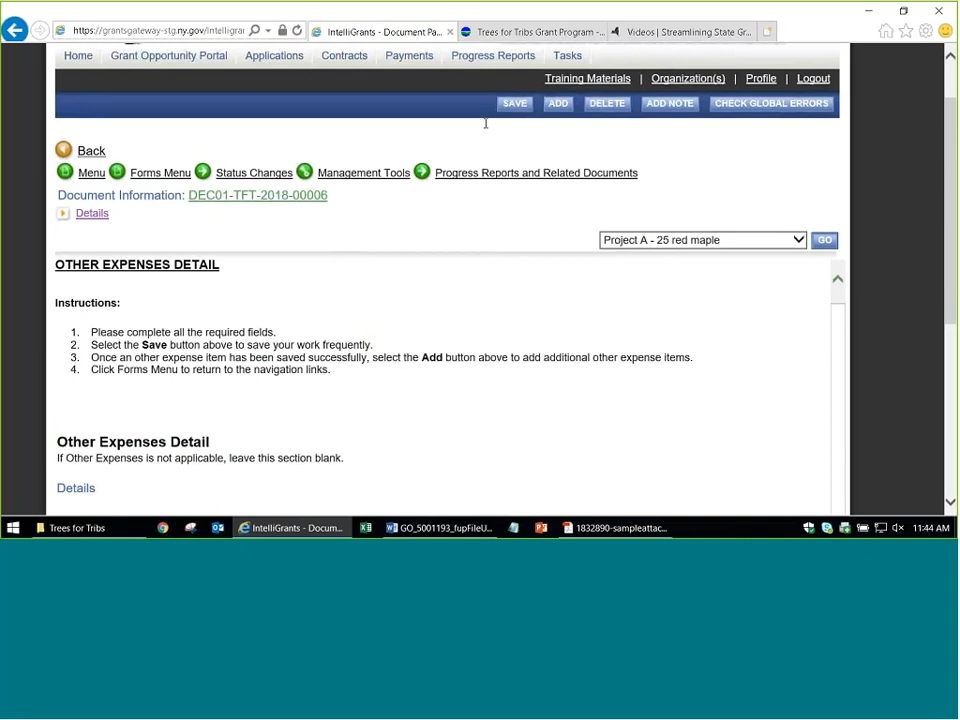 https://grantsgateway-stg.ny.gov/Intelligrar
IntelliGrants - Document Pa...
Trees for Tribs Grant Program -...
Videos | Streamlining State Gr...
Home
Grant Opportunity Portal
Applications
Contracts
Payments
Progress Reports
Tasks
Training Materials | Organization(s) | Profile | Logout
SAVE
ADD
DELETE
ADD NOTE
CHECK GLOBAL ERRORS
Back
Menu
Forms Menu
Status Changes
Management Tools
Progress Reports and Related Documents
Document Information: DEC01-TFT-2018-00006
Details
Project A - 25 red maple
GO
OTHER EXPENSES DETAIL
Instructions:
1. Please complete all the required fields.
2. Select the Save button above to save your work frequently.
3. Once an other expense item has been saved successfully, select the Add button above to add additional other expense items.
4. Click Forms Menu to return to the navigation links.
Other Expenses Detail
If Other Expenses is not applicable, leave this section blank.
Details
Trees for Tribs
IntelliGrants - Docum...
GO_5001193_fupFileU...
1832890-sampleattac...
11:44 AM